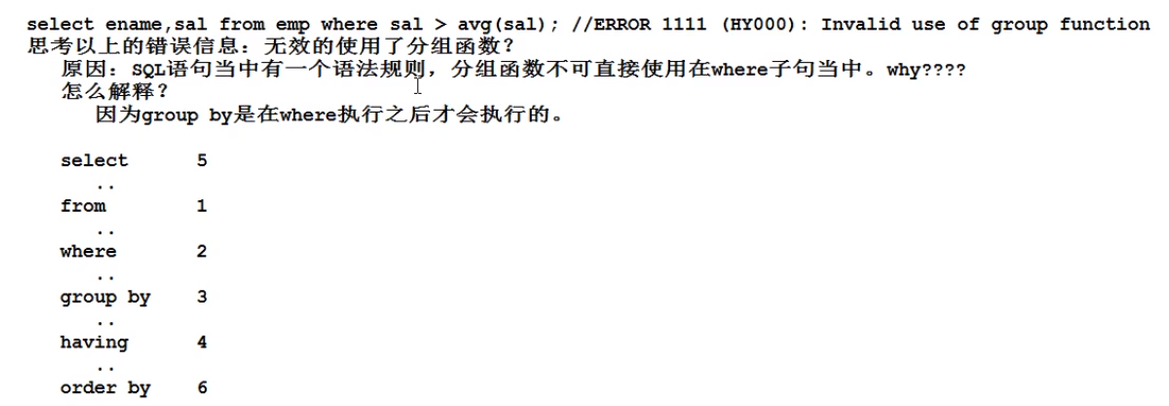 select ename,sal from emp where sal > avg(sal); //ERROR 1111 (HY000): Invalid use of group function
思考以上的错误信息：无效的使用了分组函数？
原因：SQL语句当中有一个语法规则，分组函数不可直接使用在where子句当中。why????
怎么解释？
因为group by是在where执行之后才会执行的。
select 5
..
from 1
..
where 2
..
group by 3
..
having 4
..
order by 6